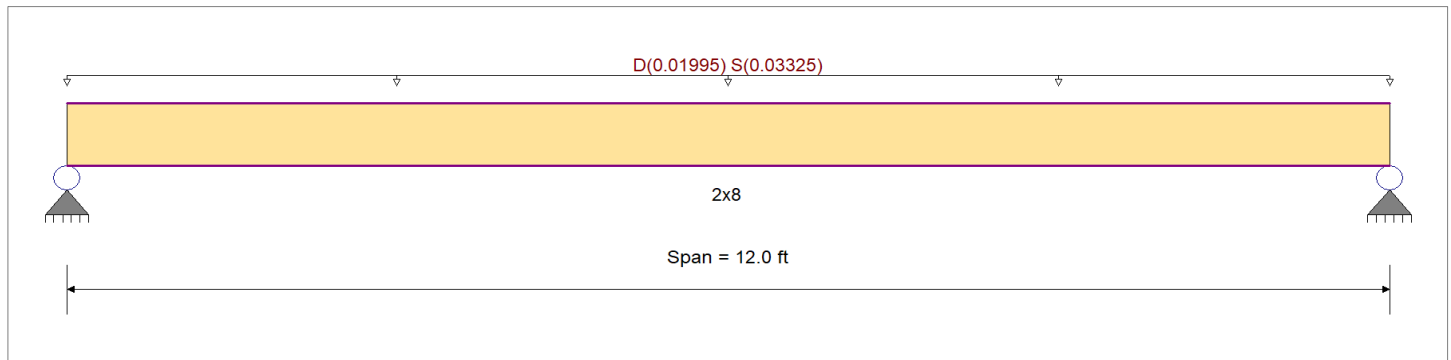 D(0.01995) S(0.03325)
2x8
Span = 12.0 ft